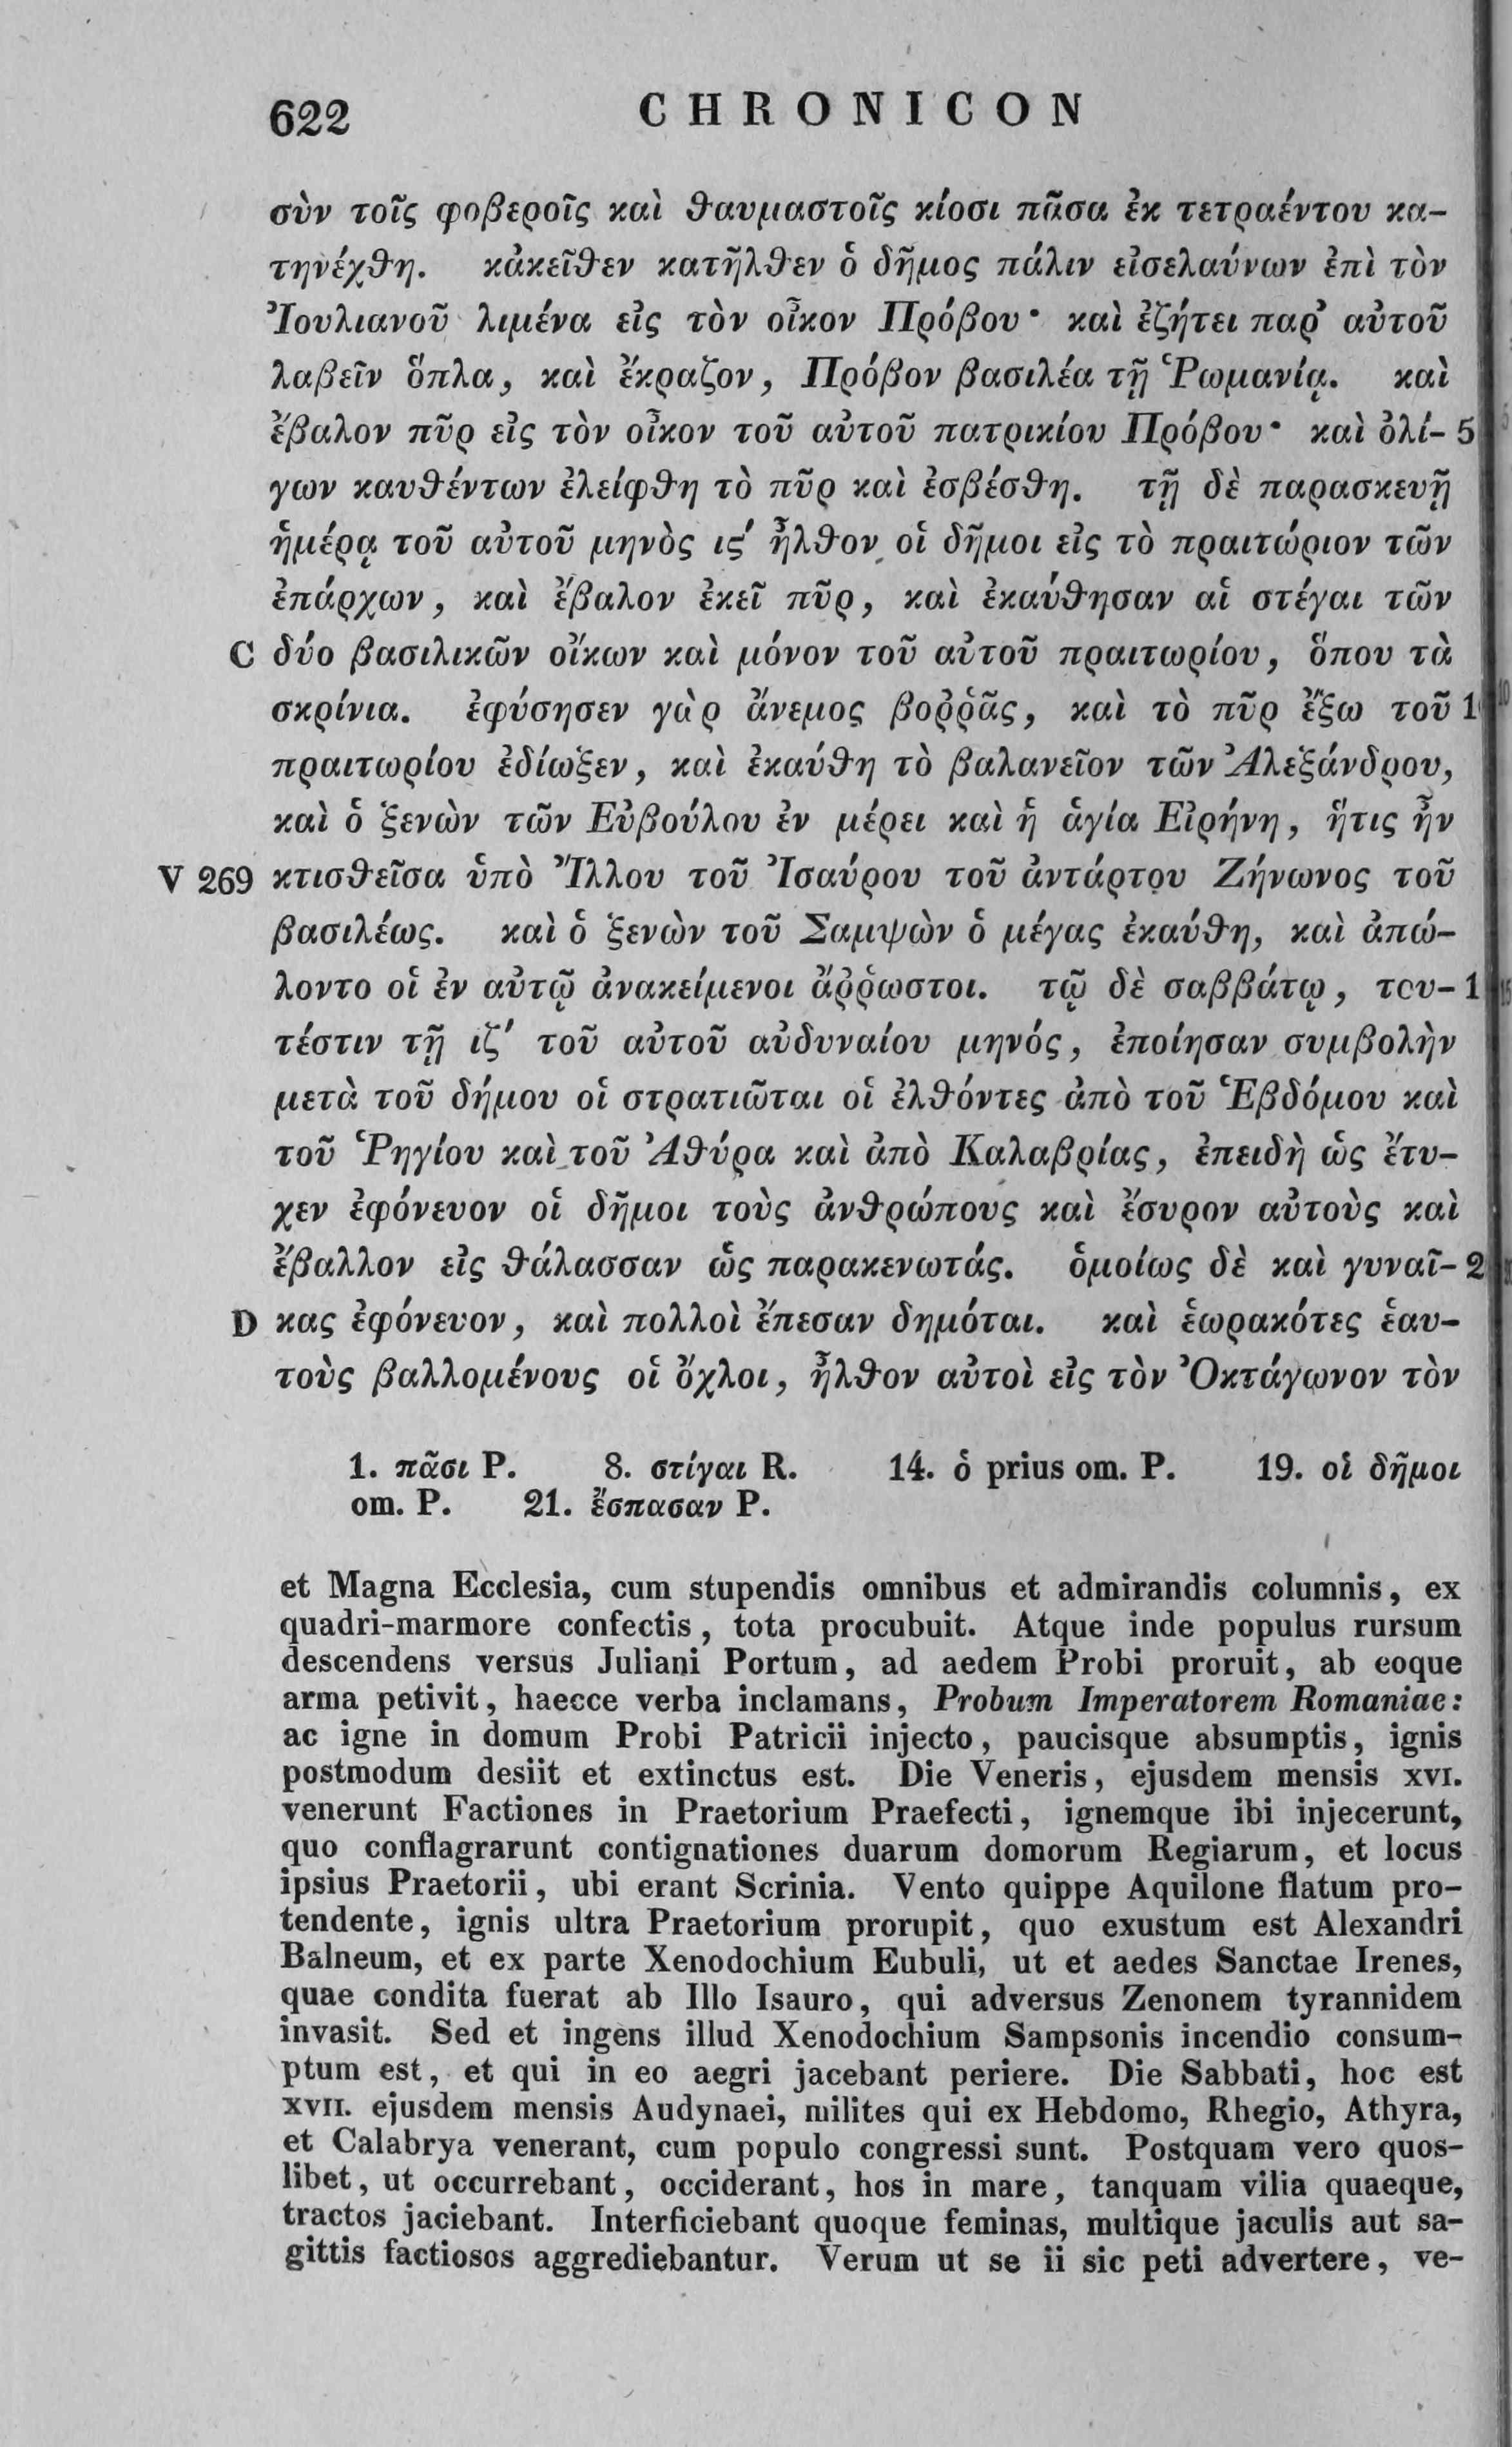 622 CHRONICON
σὺν τοῖς φοβεροῖς καὶ θαυμαστοῖς κίοσι πᾶσα ἐκ τετραέντου κα-
τηνέχθη. κἀκεῖθεν κατῆλθεν ὁ δῆμος πάλιν εἰσελαύνων ἐπὶ τὸν
Ἰουλιανοῦ λιμένα εἰς τὸν οἶκον Πρόβου· καὶ ἐζήτει παρ᾽ αὐτοῦ
λαβεῖν ὅπλα, καὶ ἔκραζον, Πρόβον βασιλέα τῇ Ῥωμανίᾳ. καὶ
ἔβαλον πῦρ εἰς τὸν οἶκον τοῦ αὐτοῦ πατρικίου Πρόβου· καὶ ὀλί- 5
γων καυθέντων ἐλείφθη τὸ πῦρ καὶ ἐσβέσθη. τῇ δὲ παρασκευῇ
ἡμέρᾳ τοῦ αὐτοῦ μηνὸς ιϛ΄ ἦλθον οἱ δῆμοι εἰς τὸ πραιτώριον τῶν
ἐπάρχων, καὶ ἔβαλον ἐκεῖ πῦρ, καὶ ἐκαύθησαν αἱ στέγαι τῶν
C δύο βασιλικῶν οἴκων καὶ μόνον τοῦ αὐτοῦ πραιτωρίου, ὅπου τὰ
σκρίνια. ἐφύσησεν γὰρ ἄνεμος βοῤῥᾶς, καὶ τὸ πῦρ ἔξω τοῦ 10
πραιτωρίου ἐδίωξεν, καὶ ἐκαύθη τὸ βαλανεῖον τῶν Ἀλεξάνδρου,
καὶ ὁ ξενὼν τῶν Εὐβούλου ἐν μέρει καὶ ἡ ἁγία Εἰρήνη, ἥτις ἦν
V 269 κτισθεῖσα ὑπὸ Ἴλλου τοῦ Ἰσαύρου τοῦ ἀντάρτου Ζήνωνος τοῦ
βασιλέως. καὶ ὁ ξενὼν τοῦ Σαμψὼν ὁ μέγας ἐκαύθη, καὶ ἀπώ-
λοντο οἱ ἐν αὐτῷ ἀνακείμενοι ἄῤῥωστοι. τῷ δὲ σαββάτῳ, του- 15
τέστιν τῇ ιζ΄ τοῦ αὐτοῦ αὐδυναίου μηνός, ἐποίησαν συμβολὴν
μετὰ τοῦ δήμου οἱ στρατιῶται οἱ ἐλθόντες ἀπὸ τοῦ Ἑβδόμου καὶ
τοῦ Ῥηγίου καὶ τοῦ Ἀθύρα καὶ ἀπὸ Καλαβρίας, ἐπειδὴ ὡς ἔτυ-
χεν ἐφόνευον οἱ δῆμοι τοὺς ἀνθρώπους καὶ ἔσυρον αὐτοὺς καὶ
ἔβαλλον εἰς θάλασσαν ὡς παρακενωτάς. ὁμοίως δὲ καὶ γυναῖ- 2
D κας ἐφόνευον, καὶ πολλοὶ ἔπεσαν δημόται. καὶ ἑωρακότες ἑαυ-
τοὺς βαλλομένους οἱ ὄχλοι, ἦλθον αὐτοὶ εἰς τὸν Ὀκτάγωνον τὸν
1. πᾶσι P. 8. στίγαι R. 14. ὁ prius om. P. 19. οἱ δῆμοι
om. P. 21. ἔσπασαν P.
et Magna Ecclesia, cum stupendis omnibus et admirandis columnis, ex
quadri-marmore confectis, tota procubuit. Atque inde populus rursum
descendens versus Juliani Portum, ad aedem Probi proruit, ab eoque
arma petivit, haecce verba inclamans, Probum Imperatorem Romaniae:
ac igne in domum Probi Patricii injecto, paucisque absumptis, ignis
postmodum desiit et extinctus est. Die Veneris, ejusdem mensis xvi.
venerunt Factiones in Praetorium Praefecti, ignemque ibi injecerunt,
quo conflagrarunt contignationes duarum domorum Regiarum, et locus
ipsius Praetorii, ubi erant Scrinia. Vento quippe Aquilone flatum pro-
tendente, ignis ultra Praetorium prorupit, quo exustum est Alexandri
Balneum, et ex parte Xenodochium Eubuli, ut et aedes Sanctae Irenes,
quae condita fuerat ab Illo Isauro, qui adversus Zenonem tyrannidem
invasit. Sed et ingens illud Xenodochium Sampsonis incendio consum-
ptum est, et qui in eo aegri jacebant periere. Die Sabbati, hoc est
xvii. ejusdem mensis Audynaei, milites qui ex Hebdomo, Rhegio, Athyra,
et Calabrya venerant, cum populo congressi sunt. Postquam vero quos-
libet, ut occurrebant, occiderant, hos in mare, tanquam vilia quaeque,
tractos jaciebant. Interficiebant quoque feminas, multique jaculis aut sa-
gittis factiosos aggrediebantur. Verum ut se ii sic peti advertere, ve-